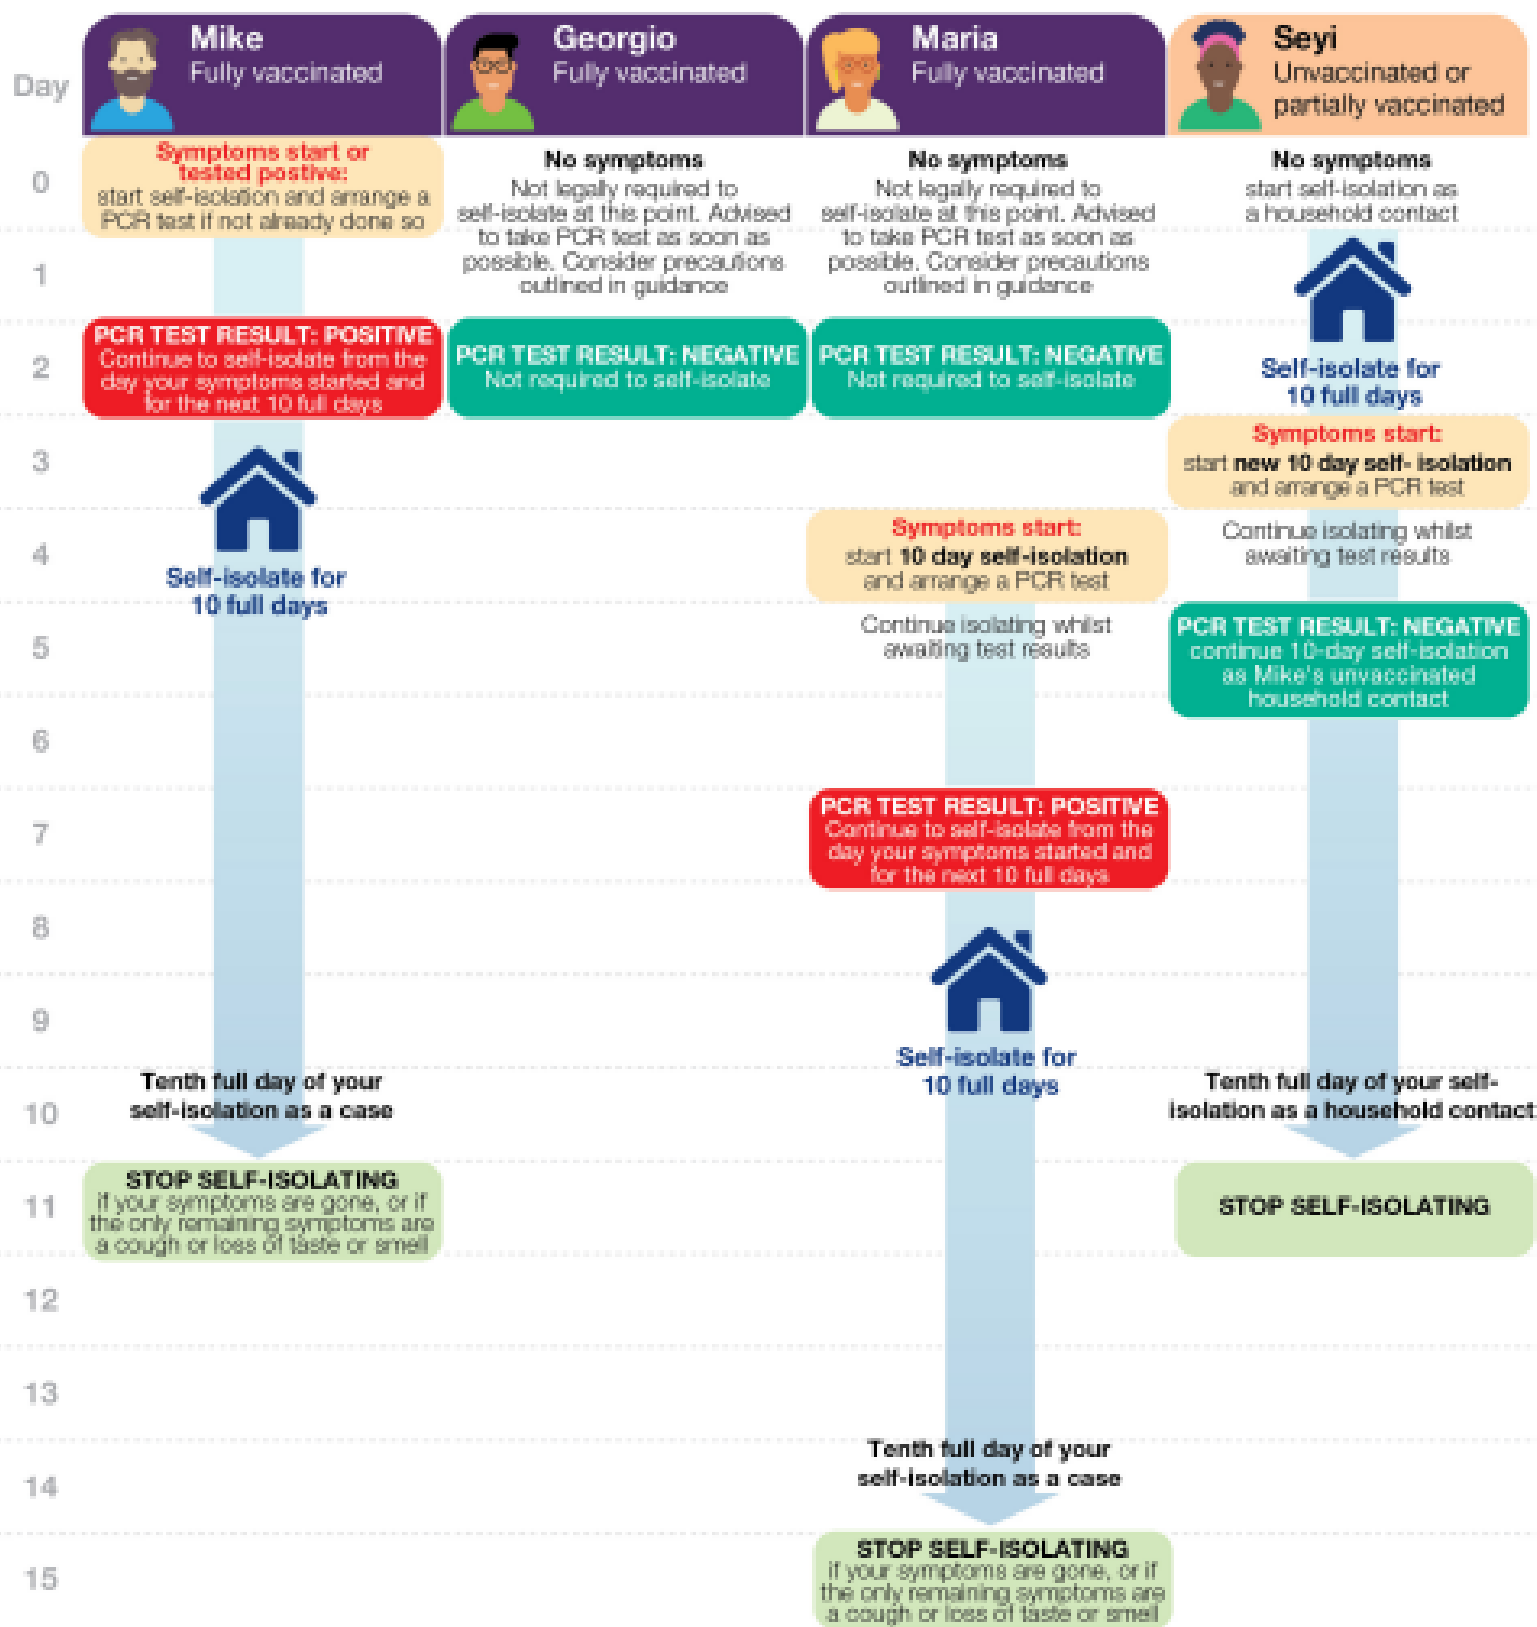 Day
Mike
Fully vaccinated
Georgio
Fully vaccinated
Maria
Fully vaccinated
Seyi
Unvaccinated or
partially vaccinated
0
Symptoms start or
tested postive:
start self-isolation and arrange a
PCR test if not already done so
No symptoms
Not legally required to
self-isolate at this point. Advised
to take PCR test as soon as
possible. Consider precautions
outlined in guidance
No symptoms
Not legally required to
self-isolate at this point. Advised
to take PCR test as soon as
possible. Consider precautions
outlined in guidance
No symptoms
start self-isolation as
a household contact
1
2
PCR TEST RESULT: POSITIVE
Continue to self-isolate from the
day your symptoms started and
for the next 10 full days
PCR TEST RESULT: NEGATIVE
Not required to self-isolate
PCR TEST RESULT: NEGATIVE
Not required to self-isolate
Self-isolate for
10 full days
3
Symptoms start:
start new 10 day self- isolation
and arrange a PCR test
4
Self-isolate for
10 full days
Symptoms start:
start 10 day self-isolation
and arrange a PCR test
Continue isolating whilst
awaiting test results
5
Continue isolating whilst
awaiting test results
PCR TEST RESULT: NEGATIVE
continue 10-day self-isolation
as Mike's unvaccinated
household contact
6
7
PCR TEST RESULT: POSITIVE
Continue to self-isolate from the
day your symptoms started and
for the next 10 full days
8
9
Self-isolate for
10 full days
10
Tenth full day of your
self-isolation as a case
Tenth full day of your self-
isolation as a household contact
11
STOP SELF-ISOLATING
if your symptoms are gone, or if
the only remaining symptoms are
a cough or loss of taste or smell
STOP SELF-ISOLATING
12
13
14
Tenth full day of your
self-isolation as a case
15
STOP SELF-ISOLATING
if your symptoms are gone, or if
the only remaining symptoms are
a cough or loss of taste or smell